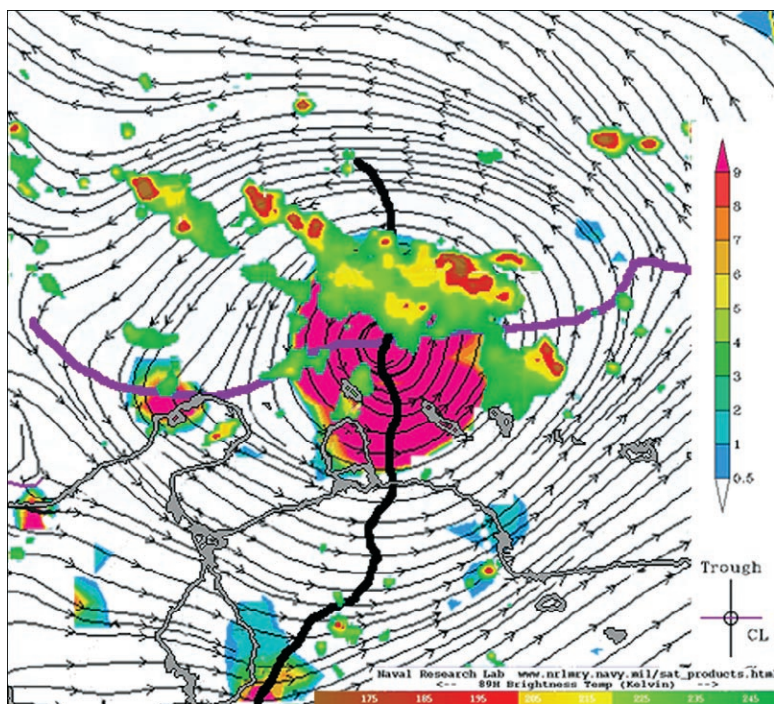 9
8
7
6
5
4
3
2
1
0.5
Trough
CL
Naval Research Lab www.nrlmry.navy.mil/sat_products.html
<-- 89H Brightness Temp (Kelvin) -->
175 185 195 205 215 225 235 245